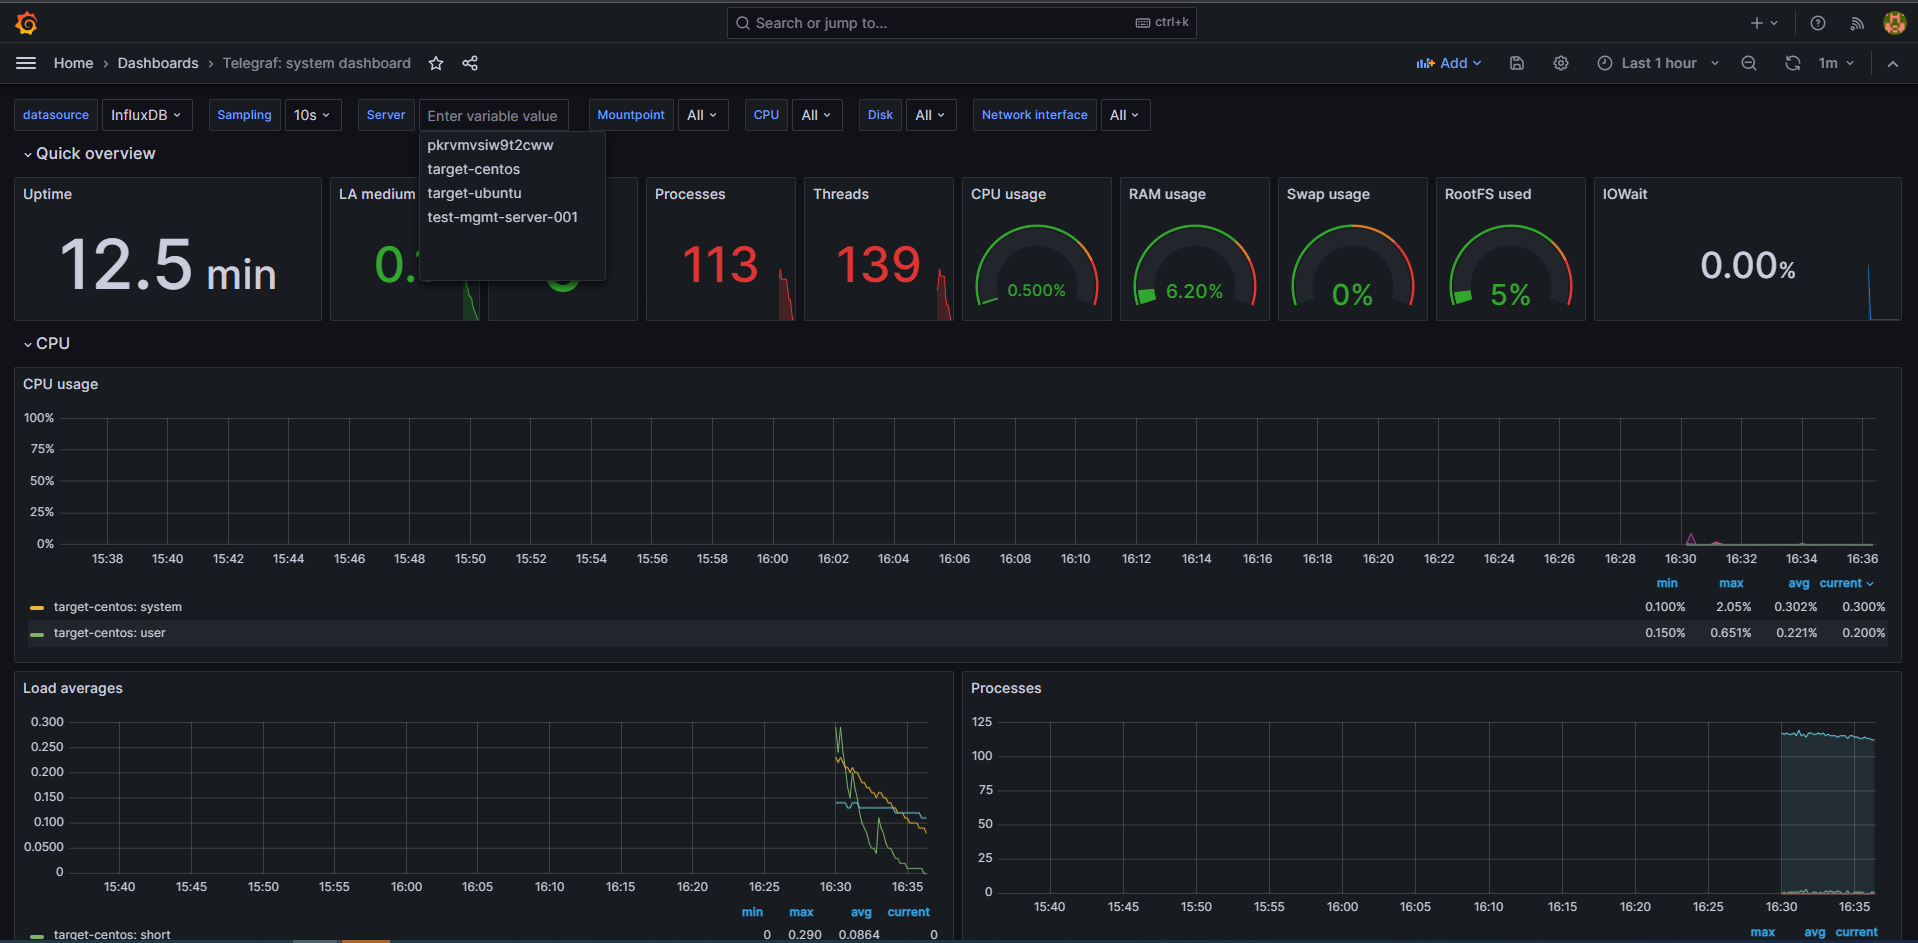 Search or jump to...
ctrl+k
Home › Dashboards › Telegraf: system dashboard
Add
Last 1 hour
1m
datasource InfluxDB Sampling 10s Server Enter variable value Mountpoint All CPU All Disk All Network interface All
pkrvmvsiw9t2cww
target-centos
target-ubuntu
test-mgmt-server-001
Quick overview
Uptime
12.5 min
LA medium
0.
Processes
113
Threads
139
CPU usage
0.500%
RAM usage
6.20%
Swap usage
0%
RootFS used
5%
IOWait
0.00%
CPU
CPU usage
100%
75%
50%
25%
0%
15:38 15:40 15:42 15:44 15:46 15:48 15:50 15:52 15:54 15:56 15:58 16:00 16:02 16:04 16:06 16:08 16:10 16:12 16:14 16:16 16:18 16:20 16:22 16:24 16:26 16:28 16:30 16:32 16:34 16:36
min max avg current
target-centos: system 0.100% 2.05% 0.302% 0.300%
target-centos: user 0.150% 0.651% 0.221% 0.200%
Load averages
0.300
0.250
0.200
0.150
0.100
0.0500
0
15:40 15:45 15:50 15:55 16:00 16:05 16:10 16:15 16:20 16:25 16:30 16:35
min max avg current
target-centos: short 0 0.290 0.0864 0
Processes
125
100
75
50
25
0
15:40 15:45 15:50 15:55 16:00 16:05 16:10 16:15 16:20 16:25 16:30 16:35
max avg current